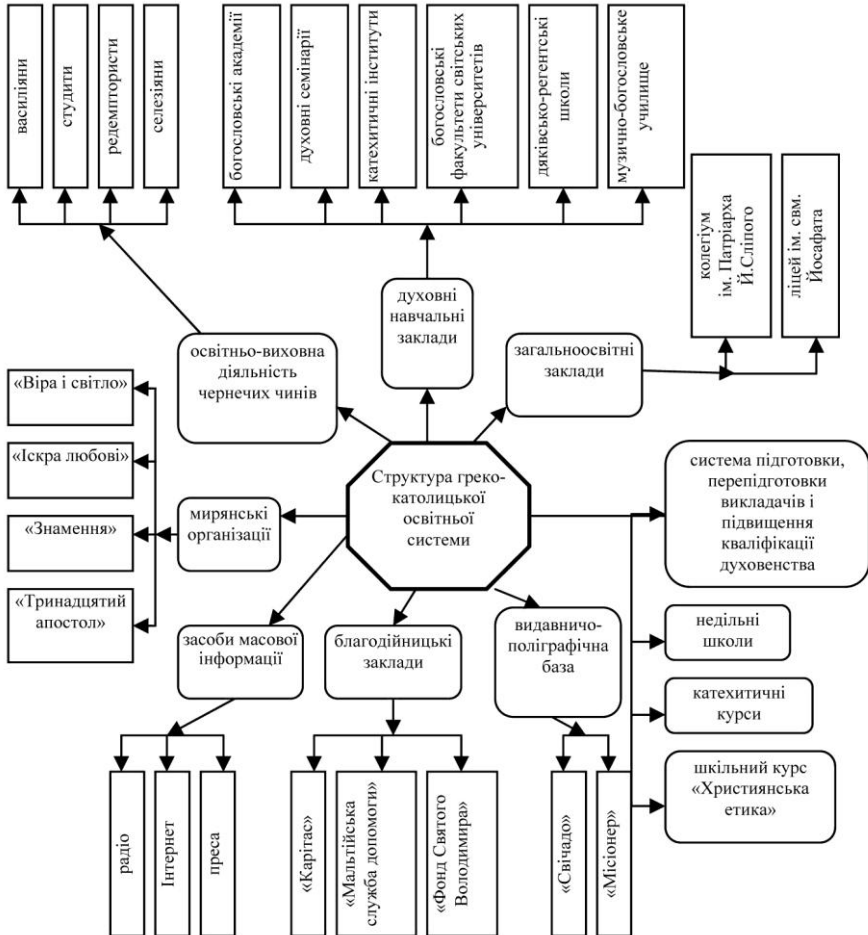 василіяни
студити
редемптористи
селезіяни
богословські академії
духовні семінарії
катехитичні інститути
богословські
факультети світських
університетів
дяківсько-регентські
школи
музично-богословське
училище
колегіум
ім. Патріарха
Й.Сліпого
ліцей ім. свм.
Йосафата
духовні
навчальні
заклади
освітньо-виховна
діяльність
чернечих чинів
загальноосвітні
заклади
«Віра і світло»
«Іскра любові»
«Знамення»
«Тринадцятий
апостол»
мирянські
організації
Структура греко-
католицької
освітньої
системи
система підготовки,
перепідготовки
викладачів і
підвищення
кваліфікації
духовенства
недільні
школи
катехитичні
курси
шкільний курс
«Християнська
етика»
засоби масової
інформації
благодійницькі
заклади
видавничо-
поліграфічна
база
радіо
Інтернет
преса
«Карітас»
«Мальтійська
служба допомоги»
«Фонд Святого
Володимира»
«Свічадо»
«Місіонер»